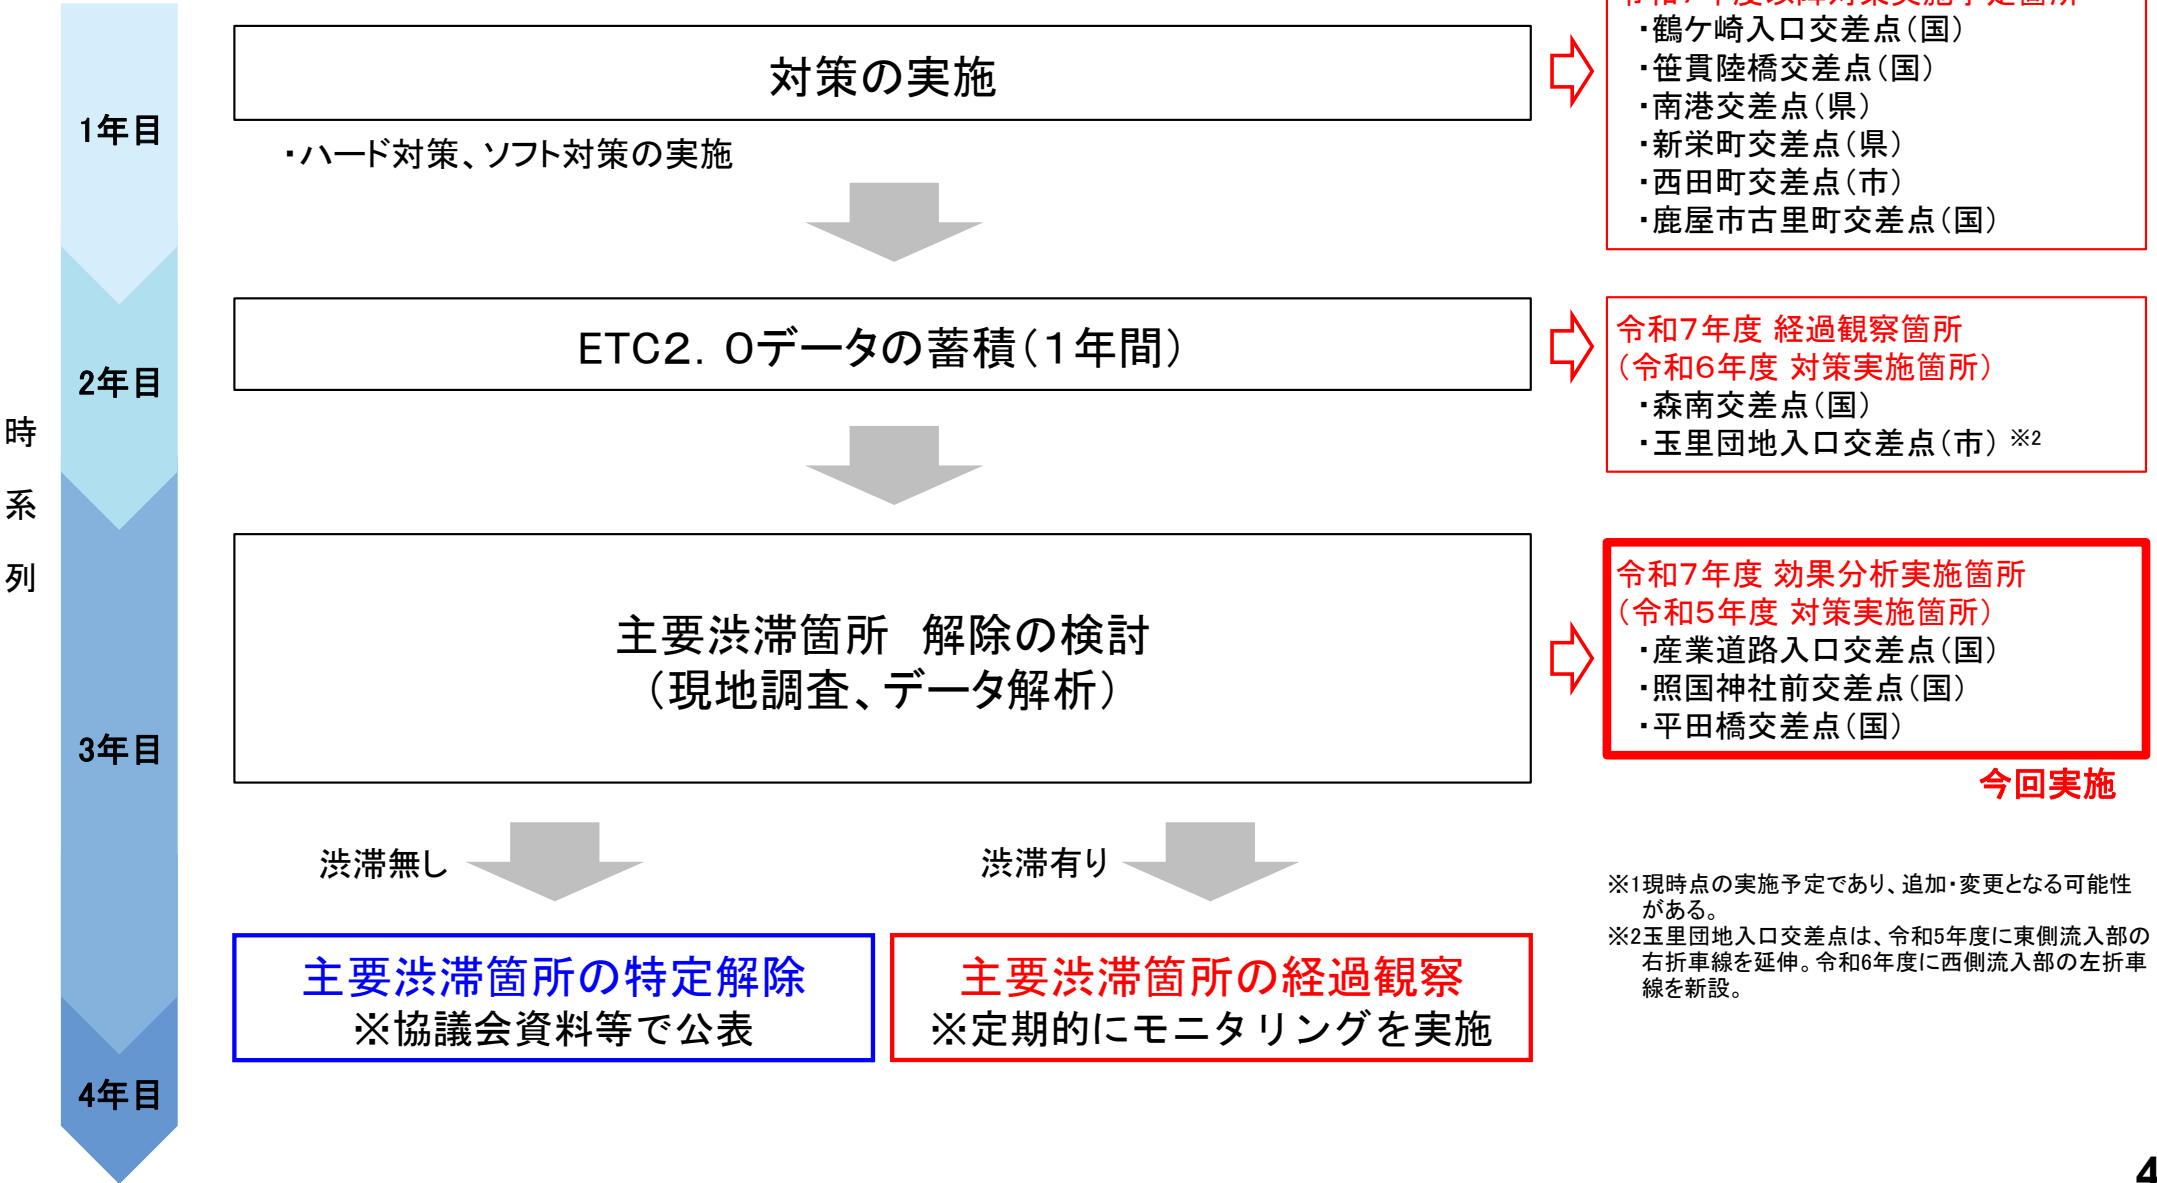 時系列
1年目
2年目
3年目
4年目
対策の実施
・ハード対策、ソフト対策の実施
ETC2．0データの蓄積（1年間）
主要渋滞箇所　解除の検討
（現地調査、データ解析）
渋滞無し
渋滞有り
主要渋滞箇所の特定解除
※協議会資料等で公表
主要渋滞箇所の経過観察
※定期的にモニタリングを実施
・鶴ケ崎入口交差点（国）
・笹貫陸橋交差点（国）
・南港交差点（県）
・新栄町交差点（県）
・西田町交差点（市）
・鹿屋市古里町交差点（国）
令和7年度 経過観察箇所
（令和6年度 対策実施箇所）
・森南交差点（国）
・玉里団地入口交差点（市）※2
令和7年度 効果分析実施箇所
（令和5年度 対策実施箇所）
・産業道路入口交差点（国）
・照国神社前交差点（国）
・平田橋交差点（国）
今回実施
※1現時点の実施予定であり、追加・変更となる可能性
がある。
※2玉里団地入口交差点は、令和5年度に東側流入部の
右折車線を延伸。令和6年度に西側流入部の左折車
線を新設。
4